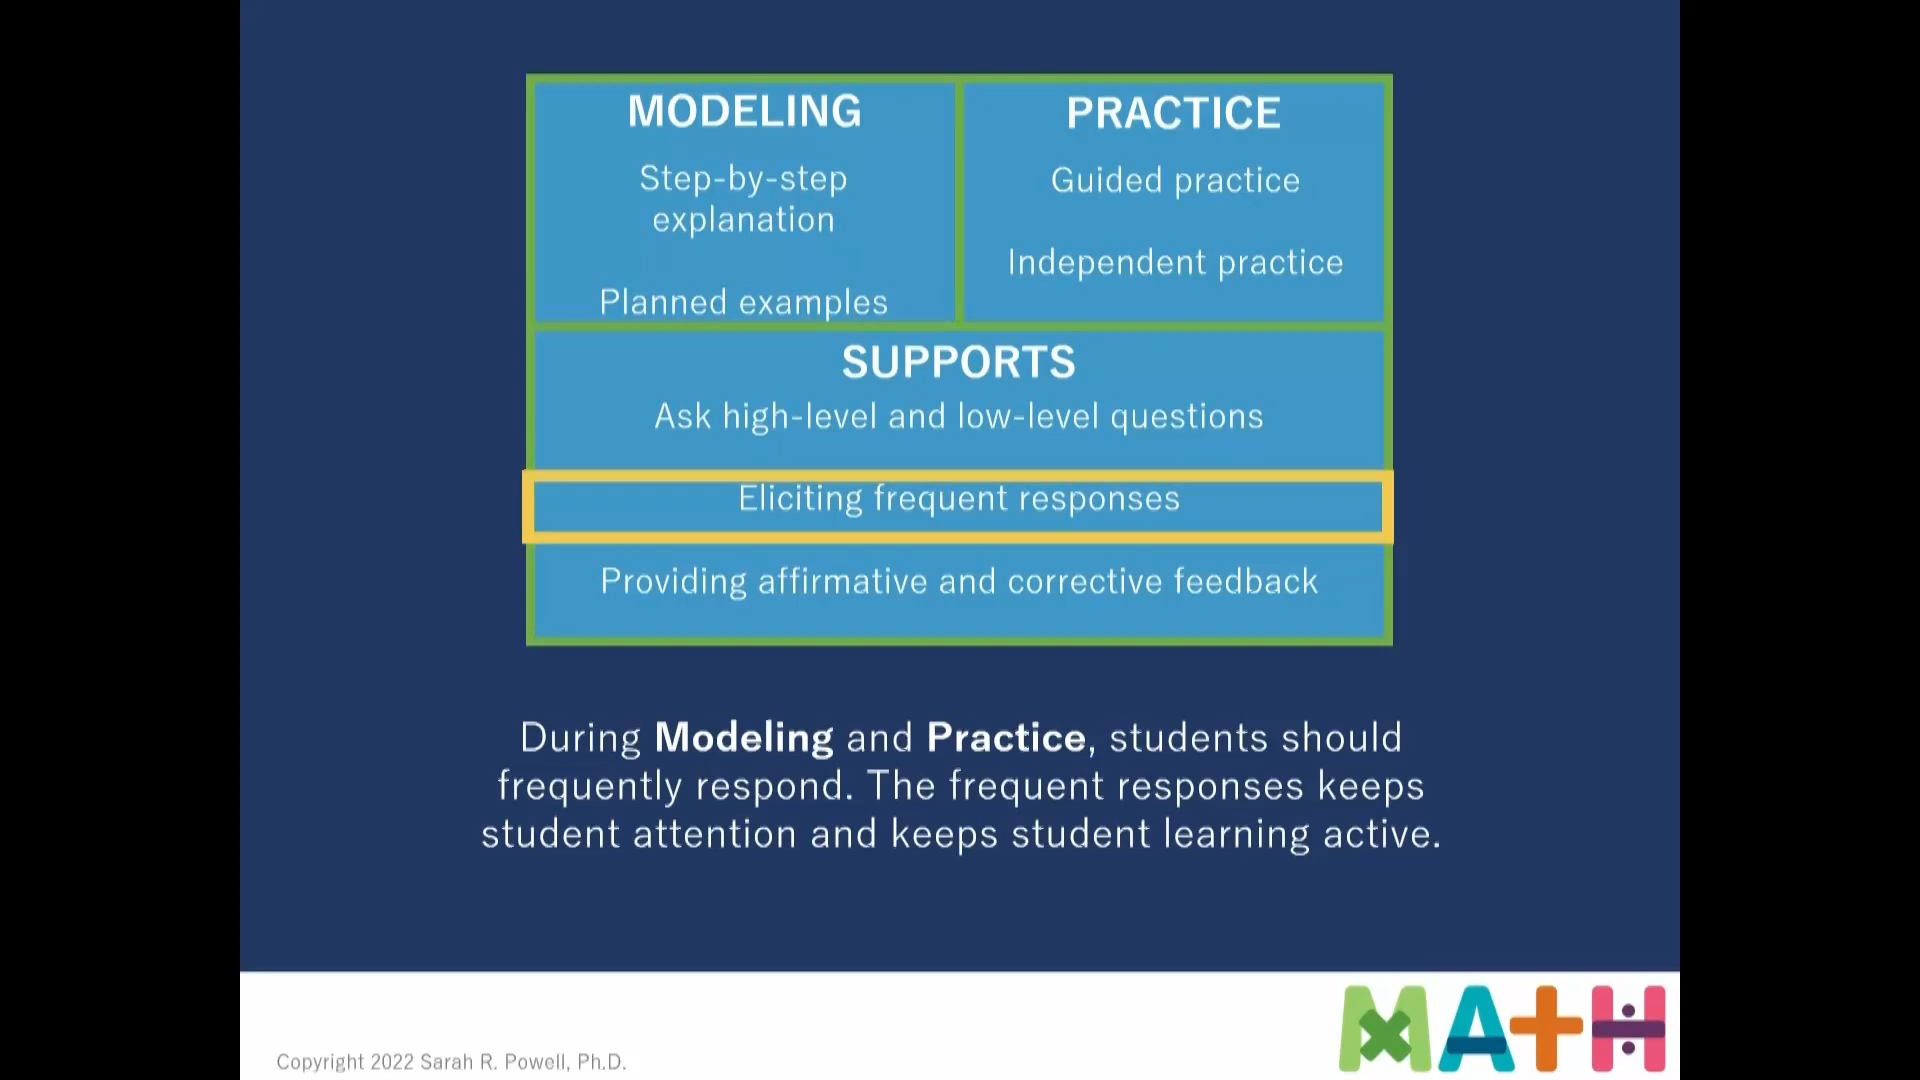 MODELING
Step-by-step
explanation
Planned examples
PRACTICE
Guided practice
Independent practice
SUPPORTS
Ask high-level and low-level questions
Eliciting frequent responses
Providing affirmative and corrective feedback
During Modeling and Practice, students should
frequently respond. The frequent responses keeps
student attention and keeps student learning active.
Copyright 2022 Sarah R. Powell, Ph.D.
MATH